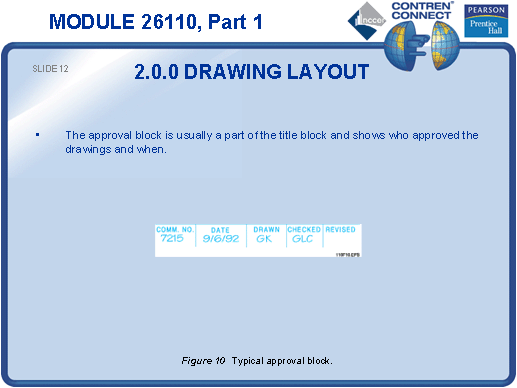 MODULE 26110, Part 1
nccer
CONTREN®
CONNECT
PEARSON
Prentice
Hall
SLIDE 12
2.0.0 DRAWING LAYOUT
• The approval block is usually a part of the title block and shows who approved the
drawings and when.
COMM. NO. DATE DRAWN CHECKED REVISED
7215 9/6/92 GK GLC
110F10.EPS
Figure 10 Typical approval block.